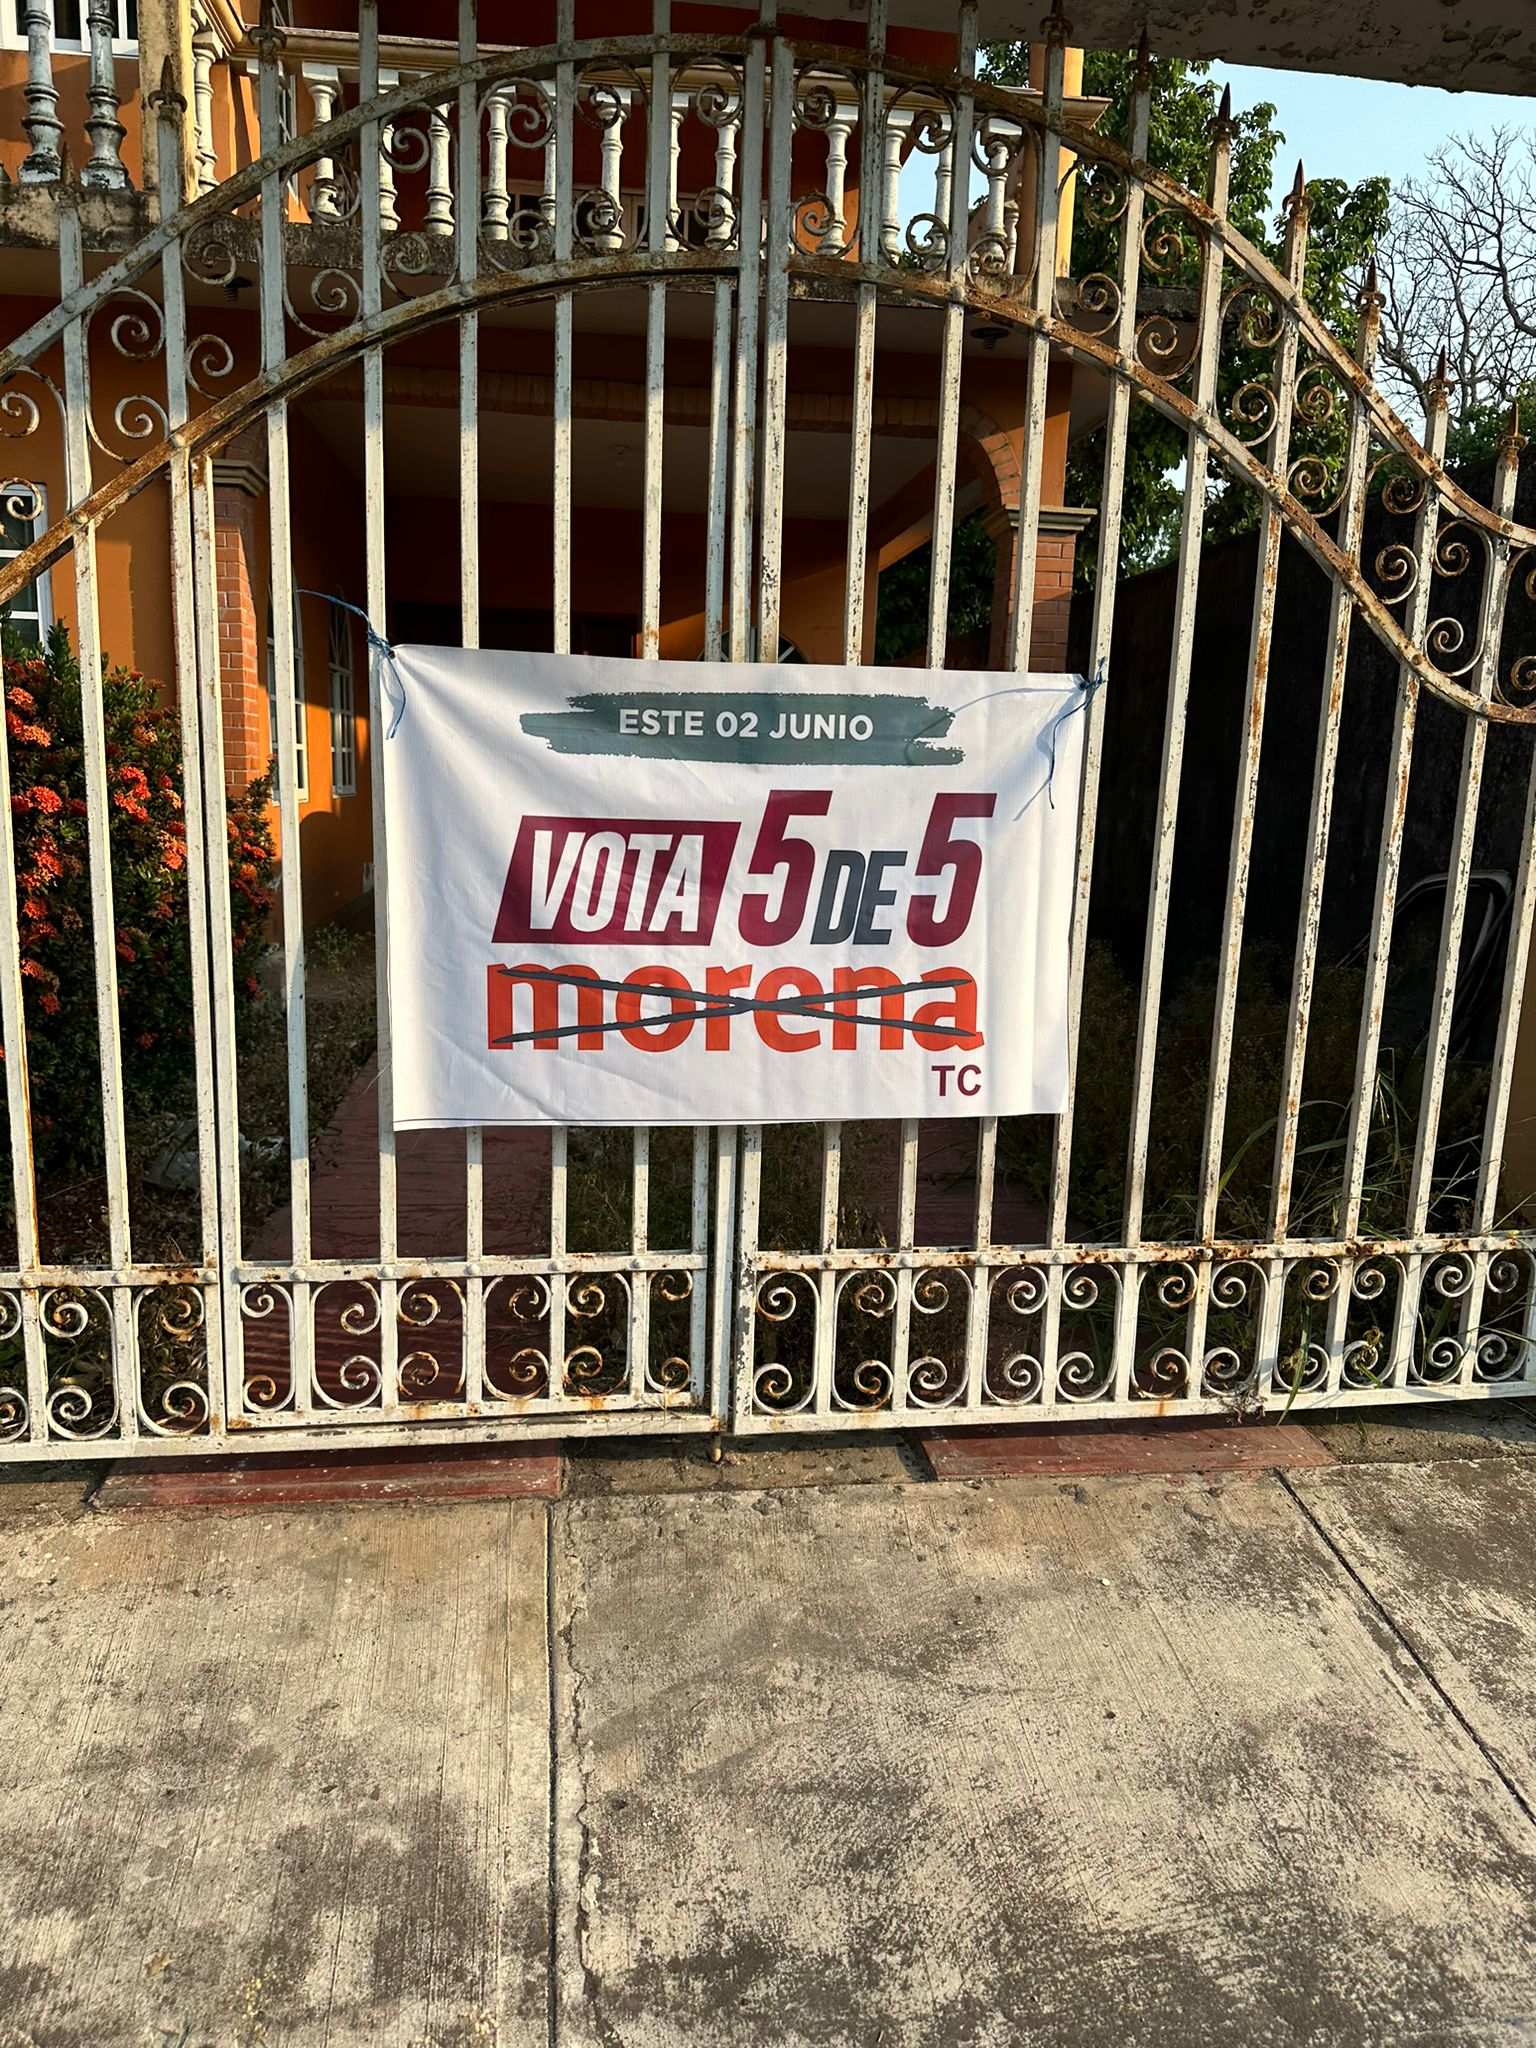 ESTE 02 JUNIO
VOTA 5 DE 5
morena
TC